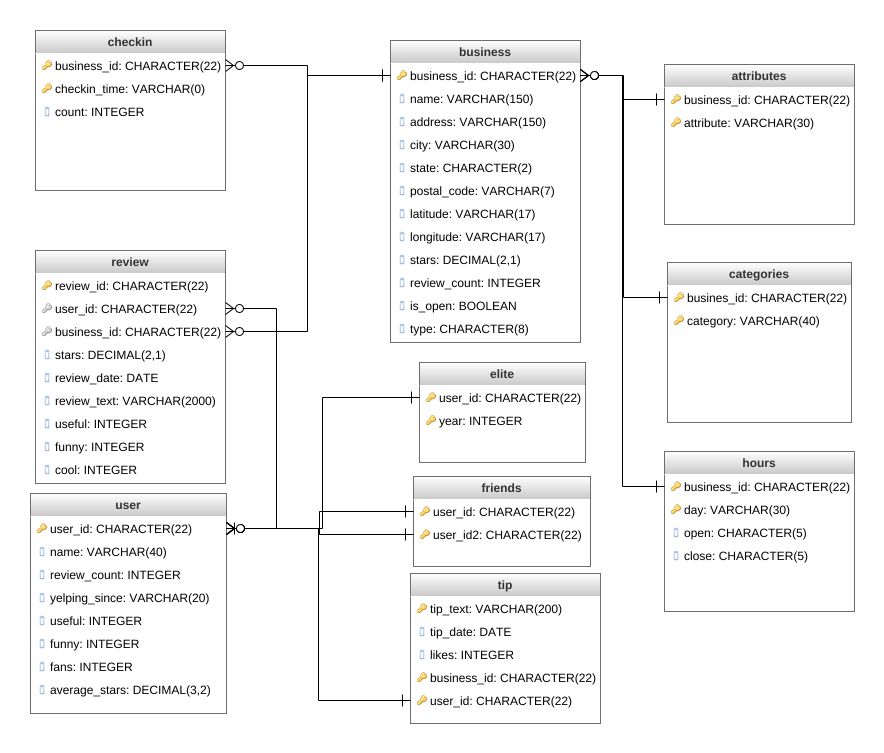 checkin
business_id: CHARACTER(22)
checkin_time: VARCHAR(0)
count: INTEGER
business
business_id: CHARACTER(22)
name: VARCHAR(150)
address: VARCHAR(150)
city: VARCHAR(30)
state: CHARACTER(2)
postal_code: VARCHAR(7)
latitude: VARCHAR(17)
longitude: VARCHAR(17)
stars: DECIMAL(2,1)
review_count: INTEGER
is_open: BOOLEAN
type: CHARACTER(8)
attributes
business_id: CHARACTER(22)
attribute: VARCHAR(30)
review
review_id: CHARACTER(22)
user_id: CHARACTER(22)
business_id: CHARACTER(22)
stars: DECIMAL(2,1)
review_date: DATE
review_text: VARCHAR(2000)
useful: INTEGER
funny: INTEGER
cool: INTEGER
categories
busines_id: CHARACTER(22)
category: VARCHAR(40)
elite
user_id: CHARACTER(22)
year: INTEGER
hours
business_id: CHARACTER(22)
day: VARCHAR(30)
open: CHARACTER(5)
close: CHARACTER(5)
user
user_id: CHARACTER(22)
name: VARCHAR(40)
review_count: INTEGER
yelping_since: VARCHAR(20)
useful: INTEGER
funny: INTEGER
fans: INTEGER
average_stars: DECIMAL(3,2)
friends
user_id: CHARACTER(22)
user_id2: CHARACTER(22)
tip
tip_text: VARCHAR(200)
tip_date: DATE
likes: INTEGER
business_id: CHARACTER(22)
user_id: CHARACTER(22)